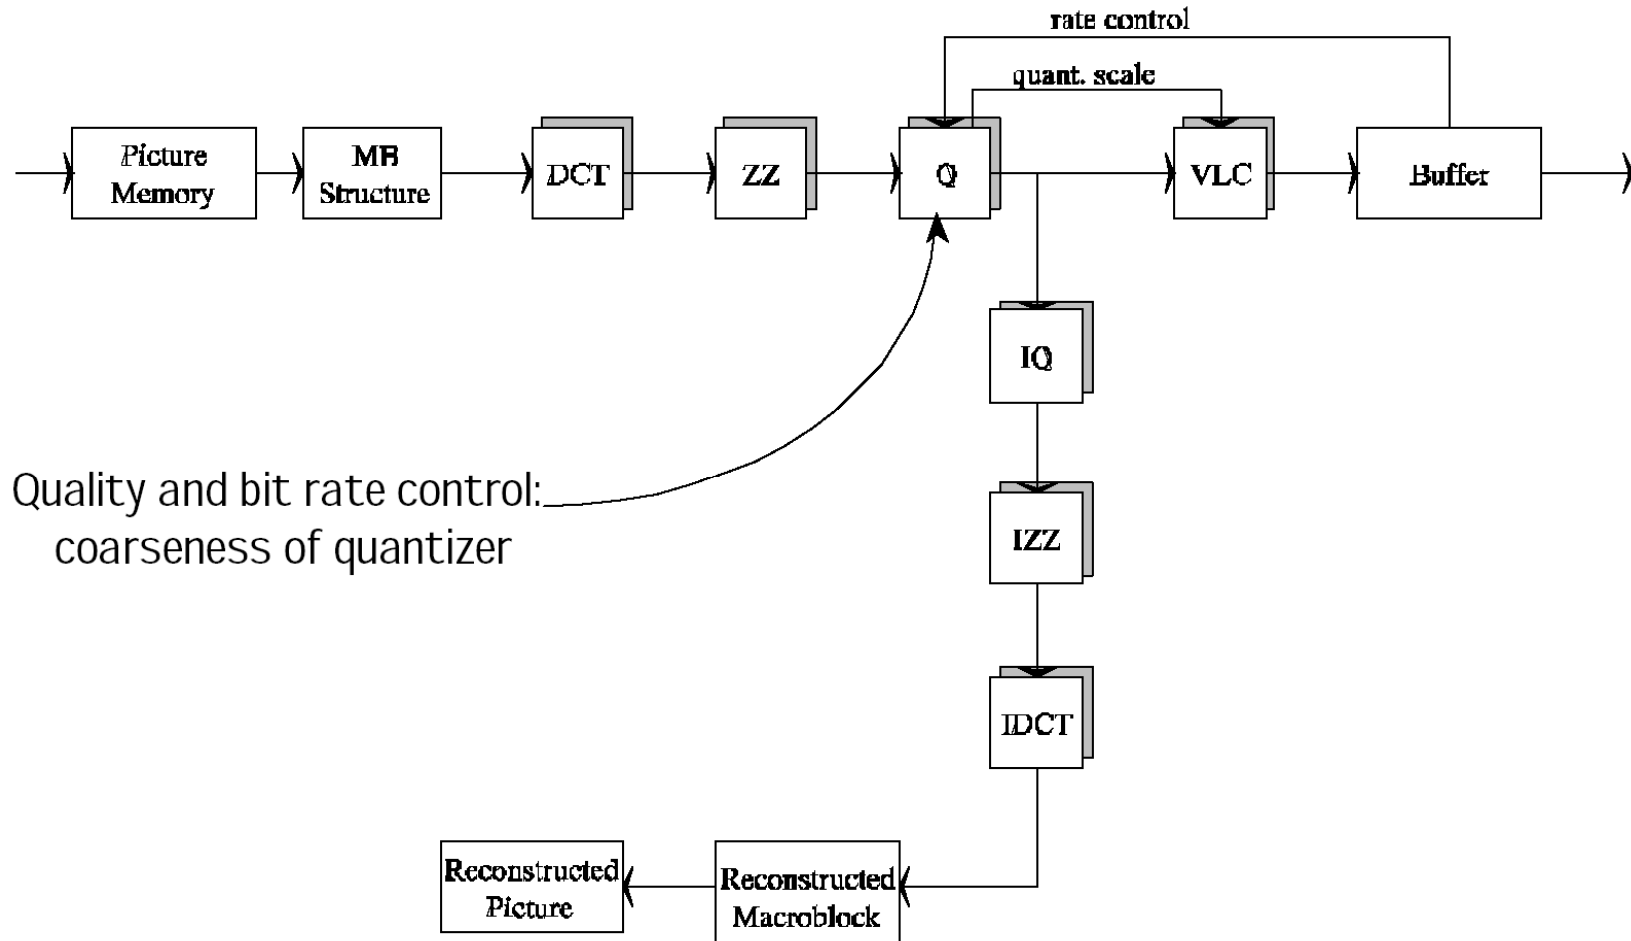 rate control
quant. scale
Picture
Memory
MB
Structure
DCT
ZZ
Q
VLC
Buffer
IQ
Quality and bit rate control:
coarseness of quantizer
IZZ
IDCT
Reconstructed
Picture
Reconstructed
Macroblock